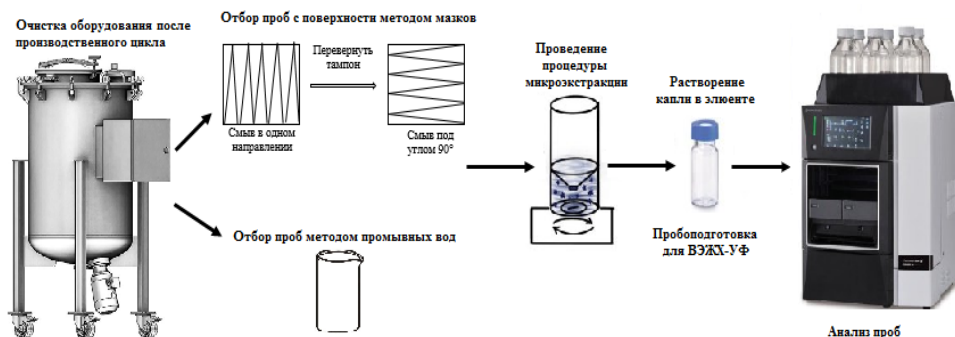 Очистка оборудования после
производственного цикла
Отбор проб с поверхности методом мазков
Перевернуть
тампон
Смыв в одном
направлении
Смыв под
углом 90°
Отбор проб методом промывных вод
Проведение
процедуры
микроэкстракции
Растворение
капли в элюенте
Пробоподготовка
для ВЭЖХ-УФ
Анализ проб